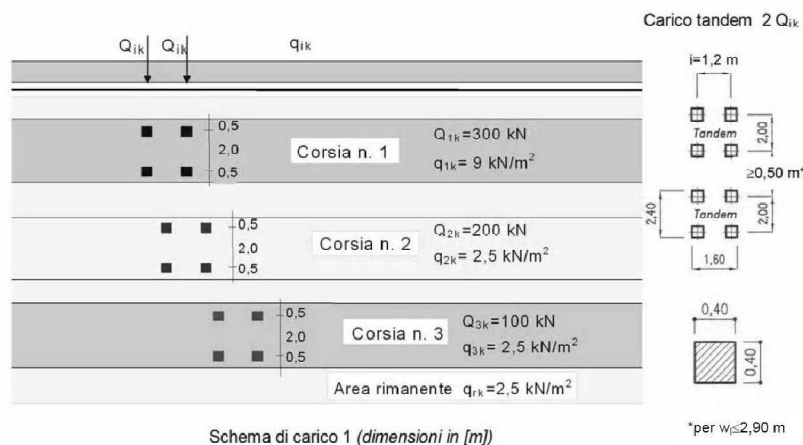 Carico tandem 2 Qik
Qik Qik qik
i=1,2 m
0,5
2,0
0,5
Corsia n. 1
Q1k=300 kN
q1k= 9 kN/m²
Tandem
2,00
≥0,50 m*
0,5
2,0
0,5
Corsia n. 2
Q2k=200 kN
q2k= 2,5 kN/m²
2,40
Tandem
2,00
1,60
0,5
2,0
0,5
Corsia n. 3
Q3k=100 kN
q3k= 2,5 kN/m²
0,40
0,40
Area rimanente qrk=2,5 kN/m²
Schema di carico 1 (dimensioni in [m])
*per wl≤2,90 m